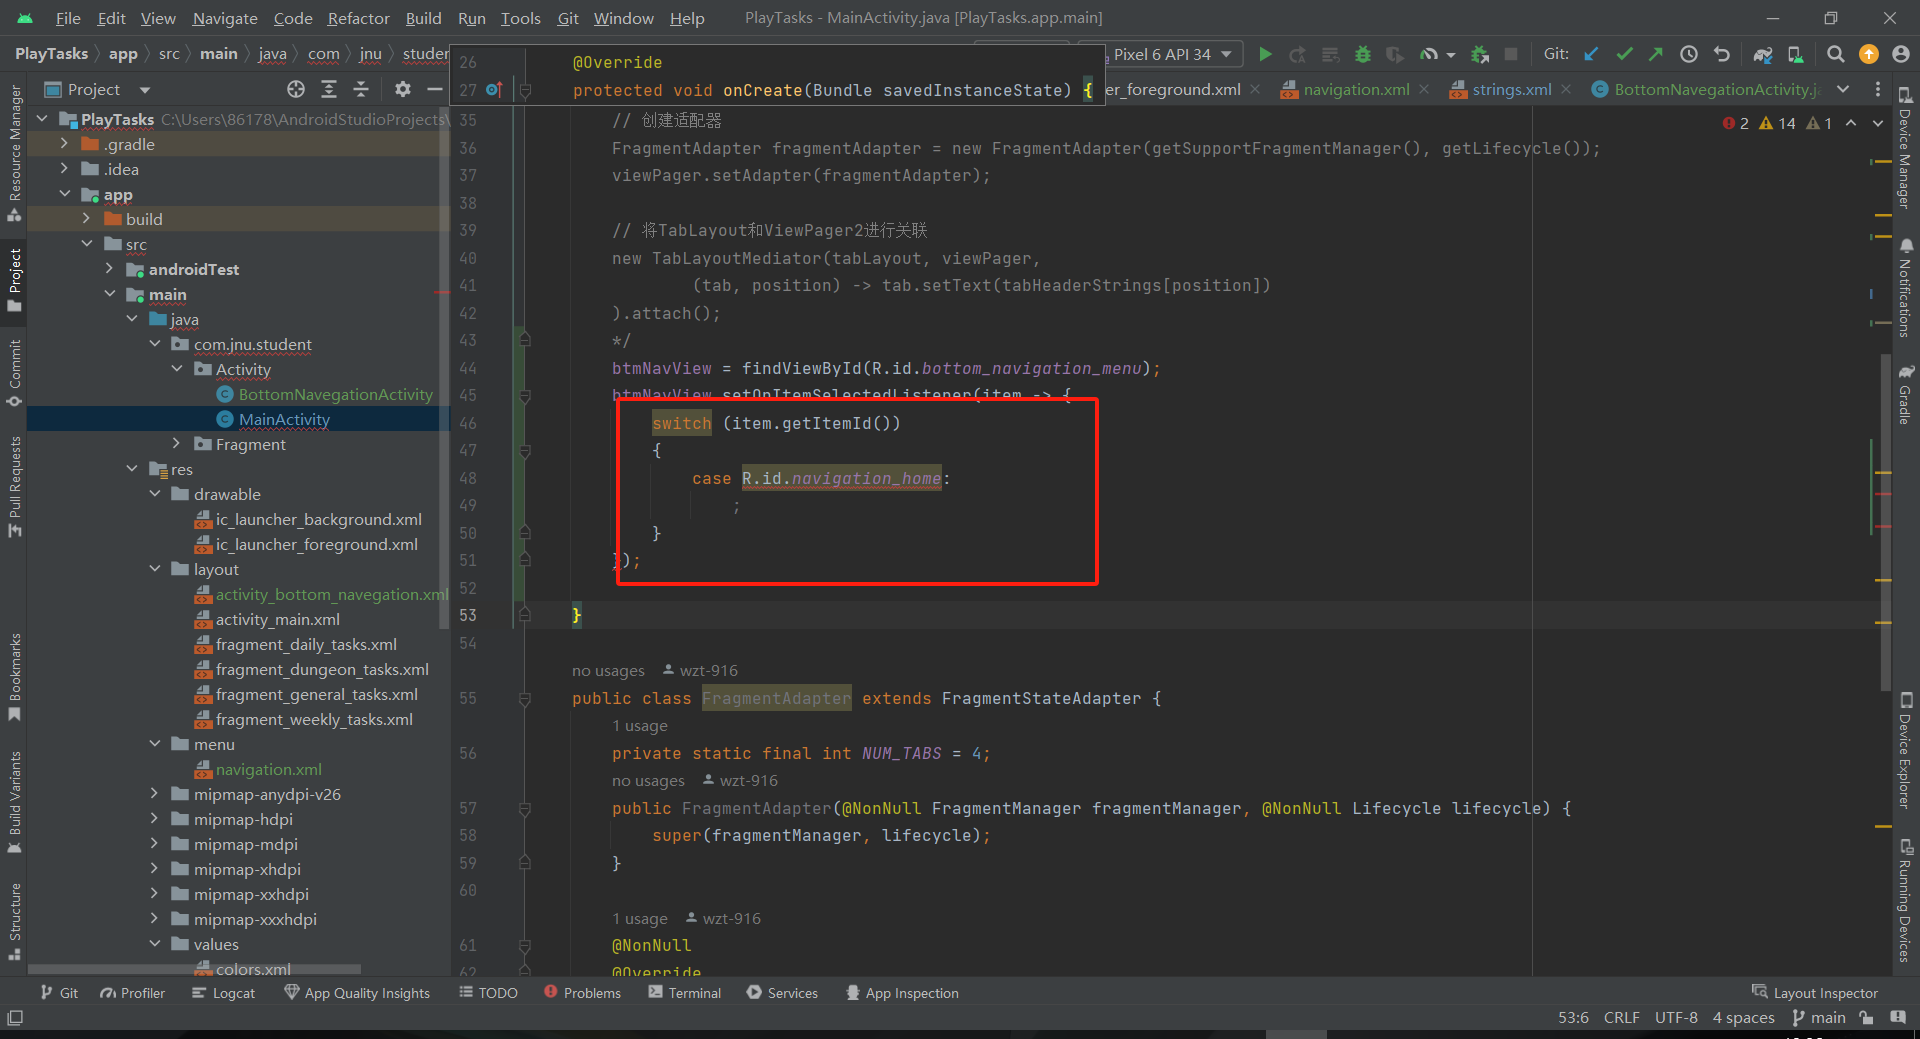 File Edit View Navigate Code Refactor Build Run Tools Git Window Help PlayTasks - MainActivity.java [PlayTasks.app.main]
PlayTasks app src main java com jnu studen Pixel 6 API 34 Git:
26 @Override
27 protected void onCreate(Bundle savedInstanceState) {
Project er_foreground.xml navigation.xml strings.xml BottomNavegationActivity.ja
2 14 1
PlayTasks C:\Users\86178\AndroidStudioProjects\
.gradle
.idea
app
build
src
androidTest
main
java
com.jnu.student
Activity
BottomNavegationActivity
MainActivity
Fragment
res
drawable
ic_launcher_background.xml
ic_launcher_foreground.xml
layout
activity_bottom_navegation.xml
activity_main.xml
fragment_daily_tasks.xml
fragment_dungeon_tasks.xml
fragment_general_tasks.xml
fragment_weekly_tasks.xml
menu
navigation.xml
mipmap-anydpi-v26
mipmap-hdpi
mipmap-mdpi
mipmap-xhdpi
mipmap-xxhdpi
mipmap-xxxhdpi
values
colors.xml
35 // 创建适配器
36 FragmentAdapter fragmentAdapter = new FragmentAdapter(getSupportFragmentManager(), getLifecycle());
37 viewPager.setAdapter(fragmentAdapter);
38
39 // 将TabLayout和ViewPager2进行关联
40 new TabLayoutMediator(tabLayout, viewPager,
41 (tab, position) -> tab.setText(tabHeaderStrings[position])
42 ).attach();
43 */
44 btmNavView = findViewById(R.id.bottom_navigation_menu);
45 btmNavView.setOnItemSelectedListener(item -> {
46 switch (item.getItemId())
47 {
48 case R.id.navigation_home:
49 ;
50 }
51 });
52
53 }
54
no usages wzt-916
55 public class FragmentAdapter extends FragmentStateAdapter {
1 usage
56 private static final int NUM_TABS = 4;
no usages wzt-916
57 public FragmentAdapter(@NonNull FragmentManager fragmentManager, @NonNull Lifecycle lifecycle) {
58 super(fragmentManager, lifecycle);
59 }
60
1 usage wzt-916
61 @NonNull
62 @Override
Resource Manager
Project
Commit
Pull Requests
Bookmarks
Build Variants
Structure
Device Manager
Notifications
Gradle
Device Explorer
Running Devices
Git Profiler Logcat App Quality Insights TODO Problems Terminal Services App Inspection Layout Inspector
53:6 CRLF UTF-8 4 spaces main